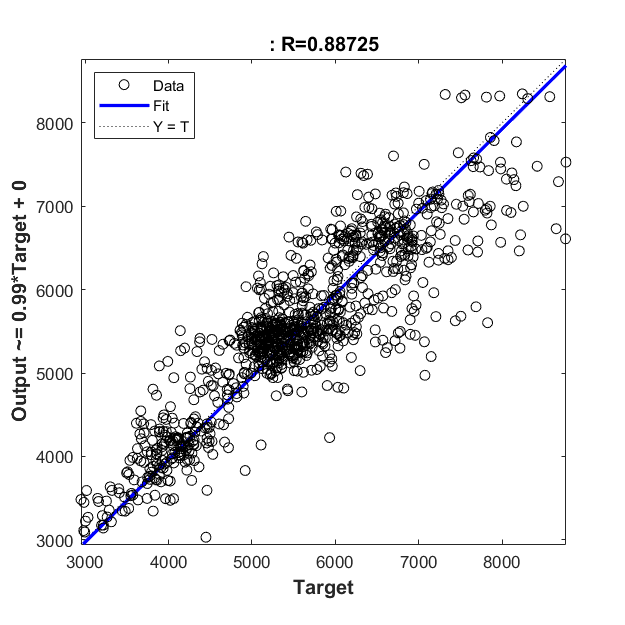 : R=0.88725
Data
Fit
Y = T
Output ~= 0.99*Target + 0
8000
7000
6000
5000
4000
3000
3000 4000 5000 6000 7000 8000
Target